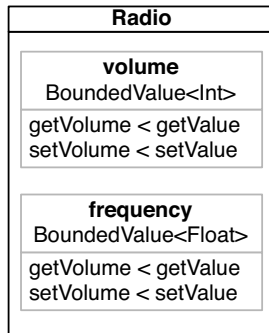 Radio
volume
BoundedValue<Int>
getVolume < getValue
setVolume < setValue
frequency
BoundedValue<Float>
getVolume < getValue
setVolume < setValue